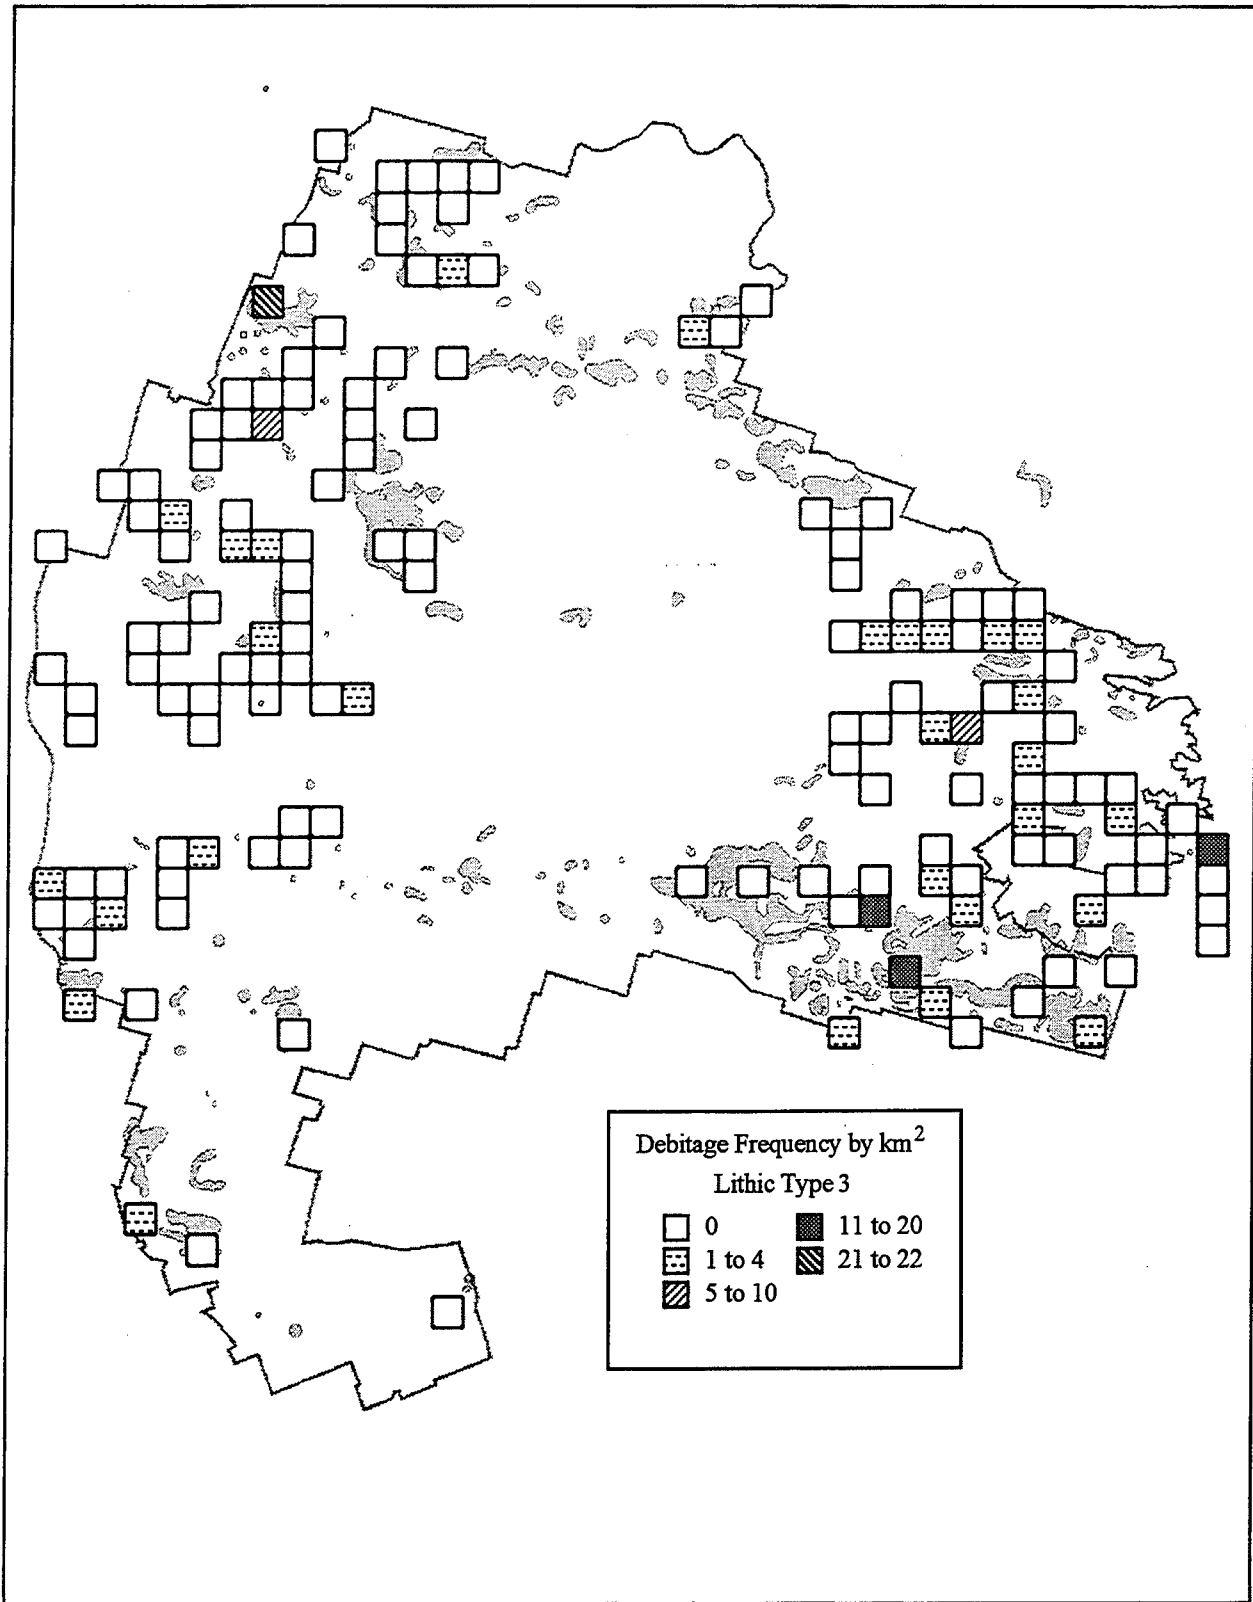 Debitage Frequency by km²
Lithic Type 3
0
11 to 20
1 to 4
21 to 22
5 to 10